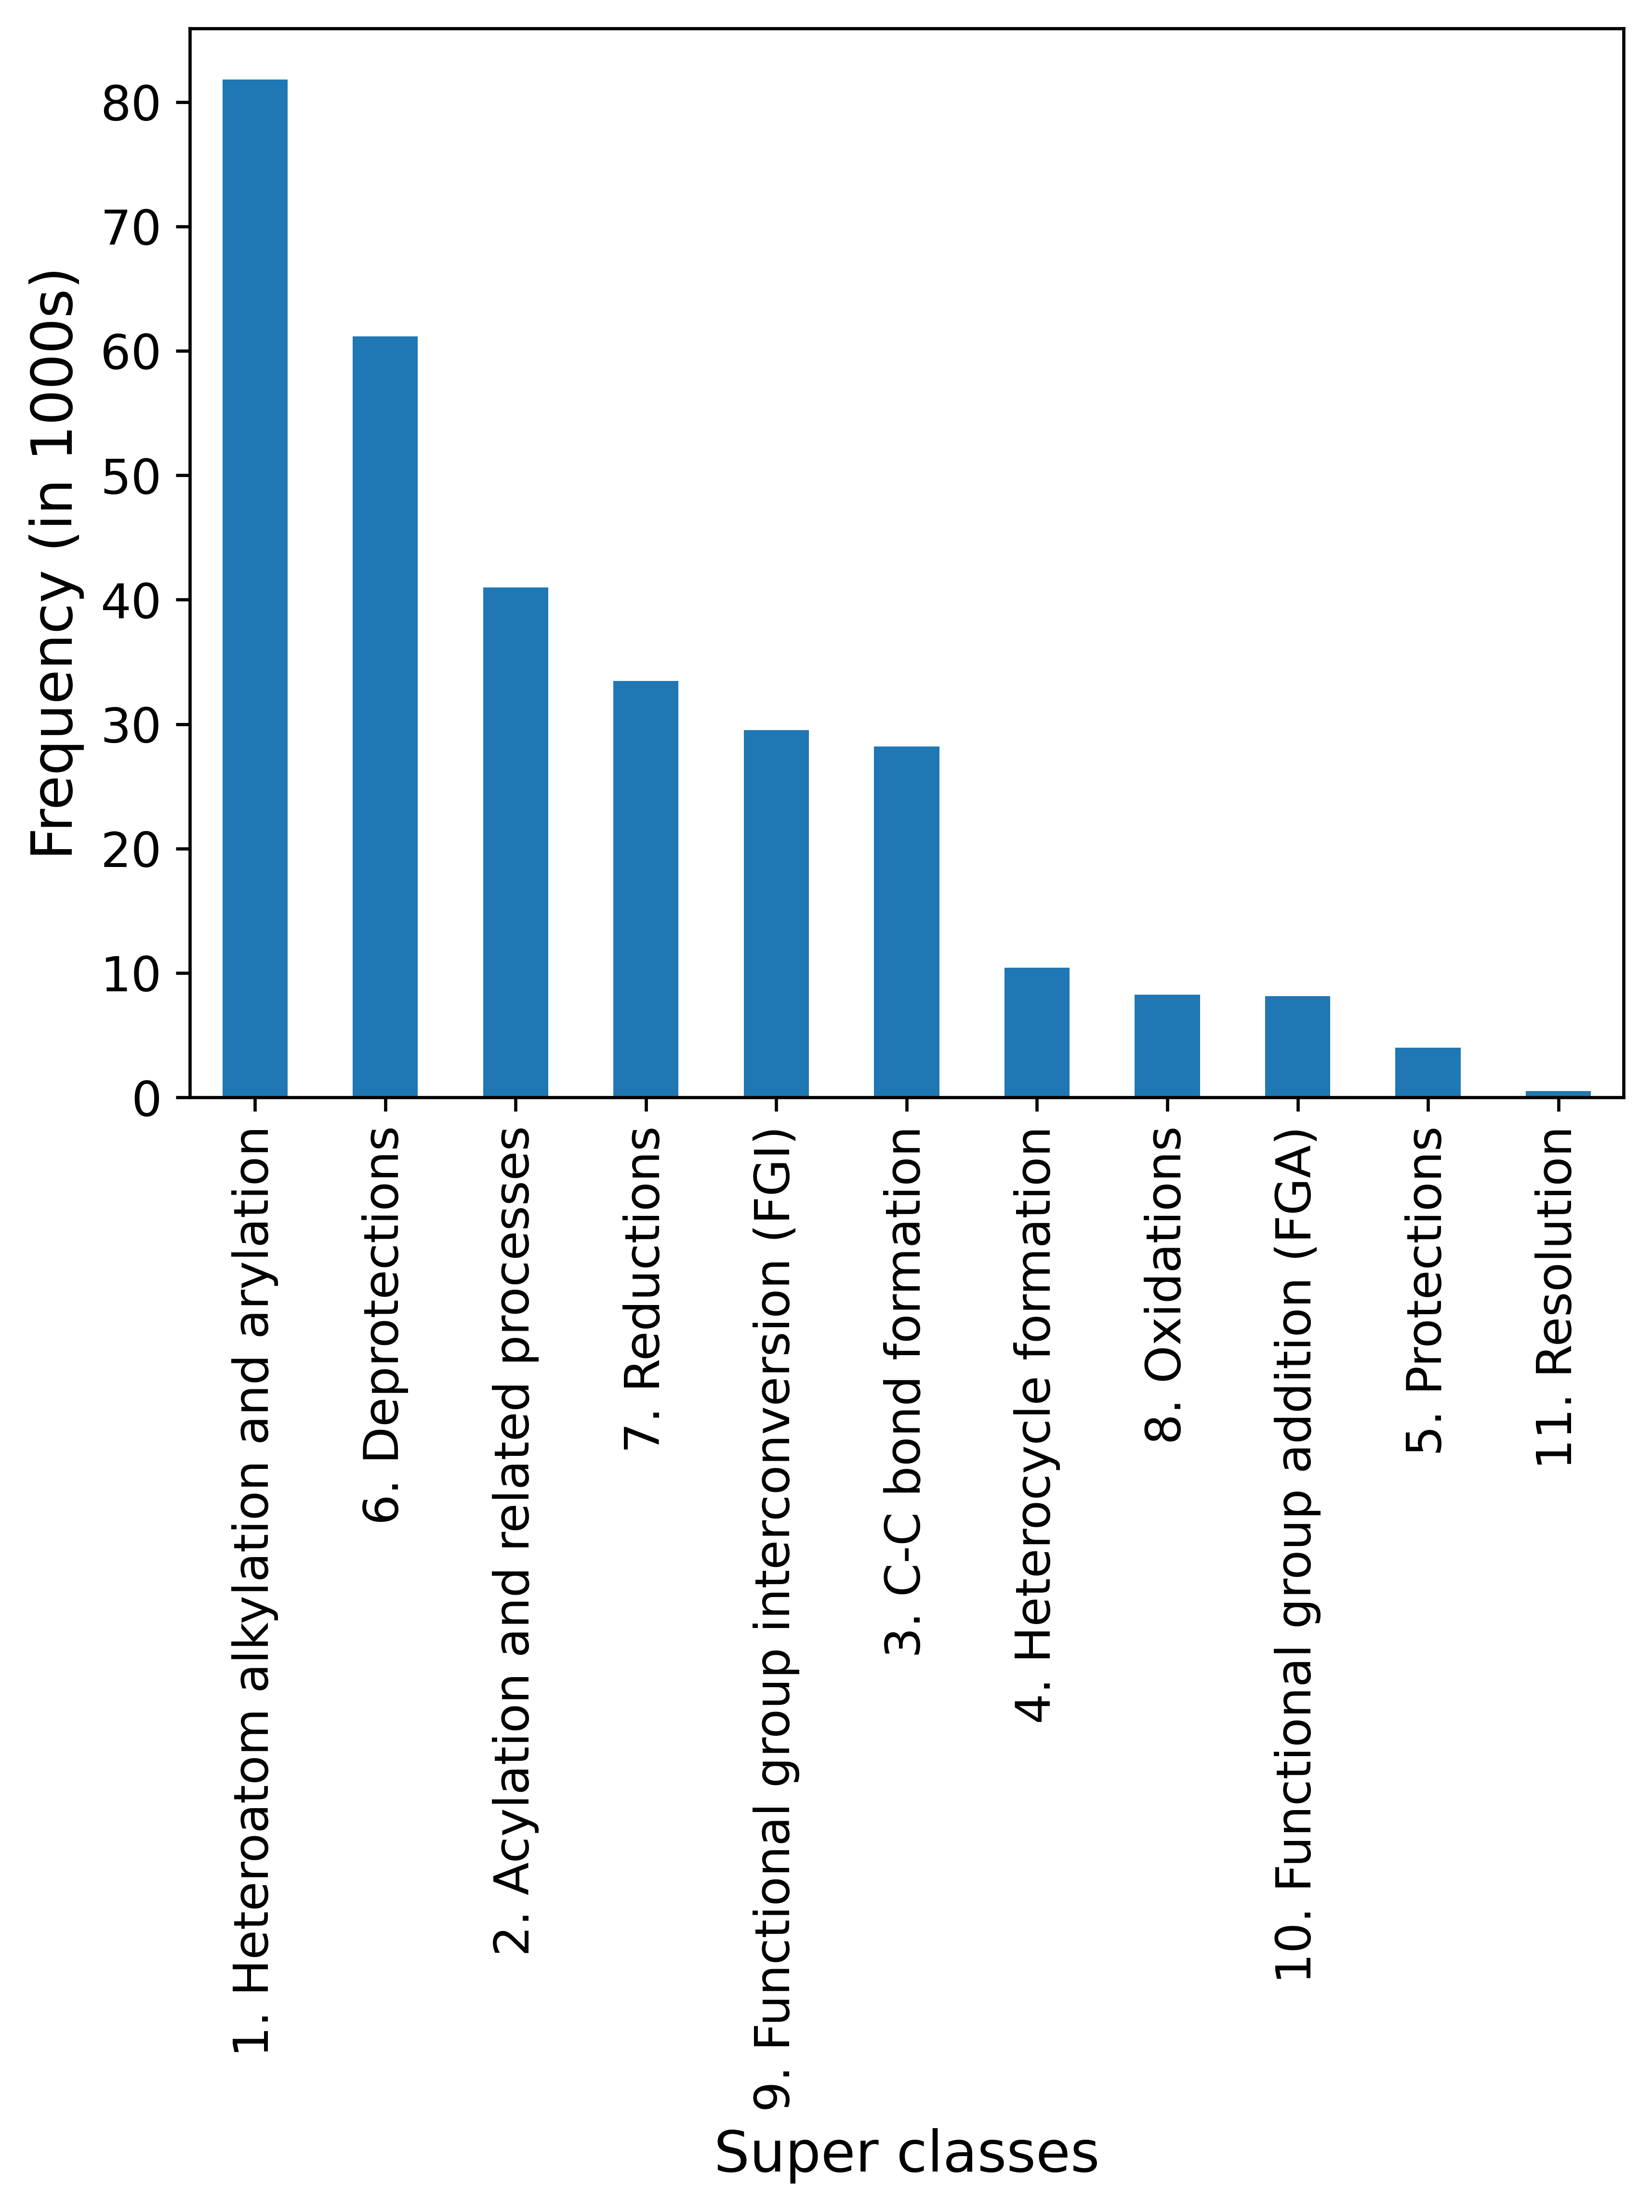 Frequency (in 1000s)
80
70
60
50
40
30
20
10
0
1. Heteroatom alkylation and arylation
6. Deprotections
2. Acylation and related processes
7. Reductions
9. Functional group interconversion (FGI)
3. C-C bond formation
4. Heterocycle formation
8. Oxidations
10. Functional group addition (FGA)
5. Protections
11. Resolution
Super classes